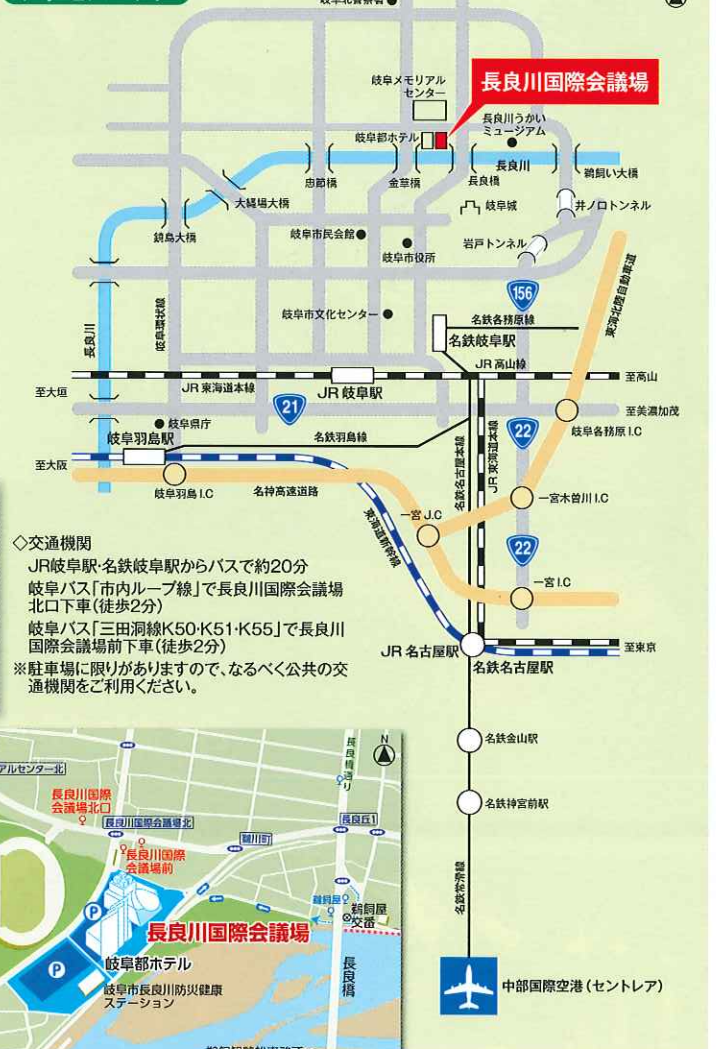 岐阜メモリアル
センター
長良川国際会議場
長良川うかい
ミュージアム
岐阜都ホテル
長良川
忠節橋
金華橋
長良橋
鵜飼い大橋
大縄場大橋
岐阜城
井ノ口トンネル
鏡島大橋
岐阜市民会館
岐阜市役所
岩戸トンネル
156
東海北陸自動車道
岐阜市文化センター
名鉄各務原線
名鉄岐阜駅
長良川
岐阜環状線
JR 高山線
至大垣
JR 東海道本線
JR 岐阜駅
至高山
21
至美濃加茂
岐阜県庁
22
岐阜各務原 I.C
岐阜羽島駅
名鉄羽島線
至大阪
名鉄名古屋本線
JR 東海道本線
岐阜羽島 I.C
名神高速道路
一宮木曽川 I.C
一宮 J.C
東海道新幹線
22
一宮 I.C
◇交通機関
JR岐阜駅・名鉄岐阜駅からバスで約20分
岐阜バス「市内ループ線」で長良川国際会議場
北口下車(徒歩2分)
岐阜バス「三田洞線K50・K51・K55」で長良川
国際会議場前下車(徒歩2分)
※駐車場に限りがありますので、なるべく公共の交
通機関をご利用ください。
JR 名古屋駅
名鉄名古屋駅
至東京
名鉄金山駅
名鉄神宮前駅
名鉄常滑線
中部国際空港(セントレア)
N
アルセンター北
長良橋通り
長良川国際
会議場北口
長良川国際会議場北
長良丘1
鵜川町
長良川国際
会議場前
P
鵜飼屋
鵜飼屋
交番
長良川国際会議場
P
岐阜都ホテル
長良橋
岐阜市長良川防災健康
ステーション